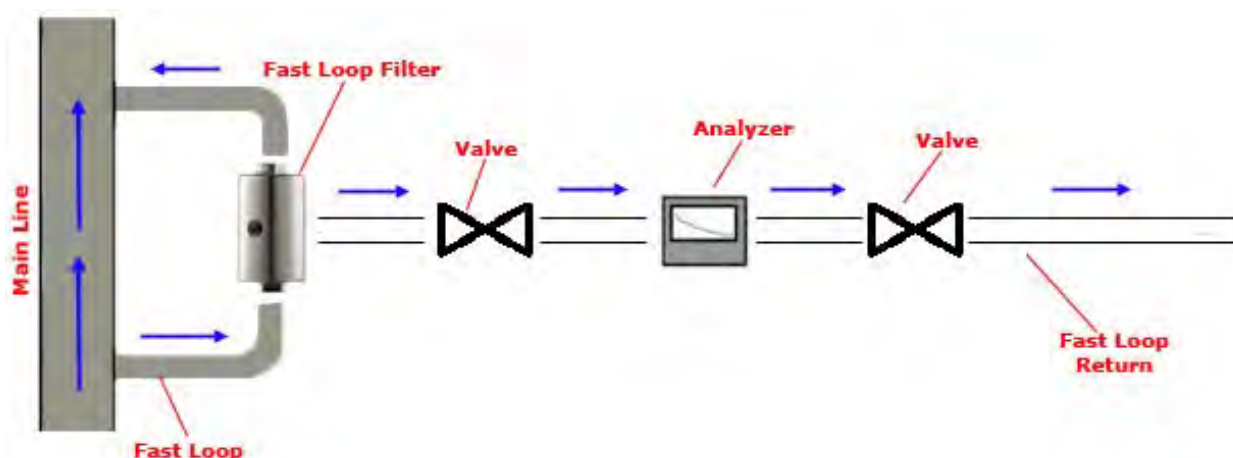 Fast Loop Filter
Valve
Analyzer
Valve
Main Line
Fast Loop
Return
Fast Loop